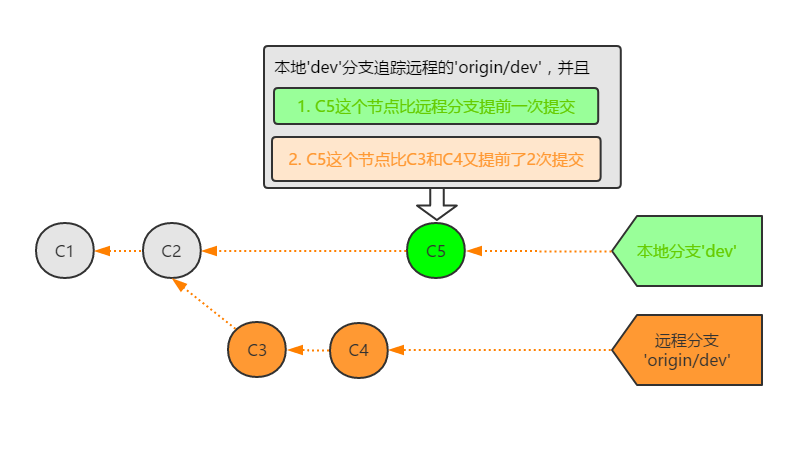 本地'dev'分支追踪远程的'origin/dev'，并且
1. C5这个节点比远程分支提前一次提交
2. C5这个节点比C3和C4又提前了2次提交
C1
C2
C5
本地分支'dev'
C3
C4
远程分支
'origin/dev'